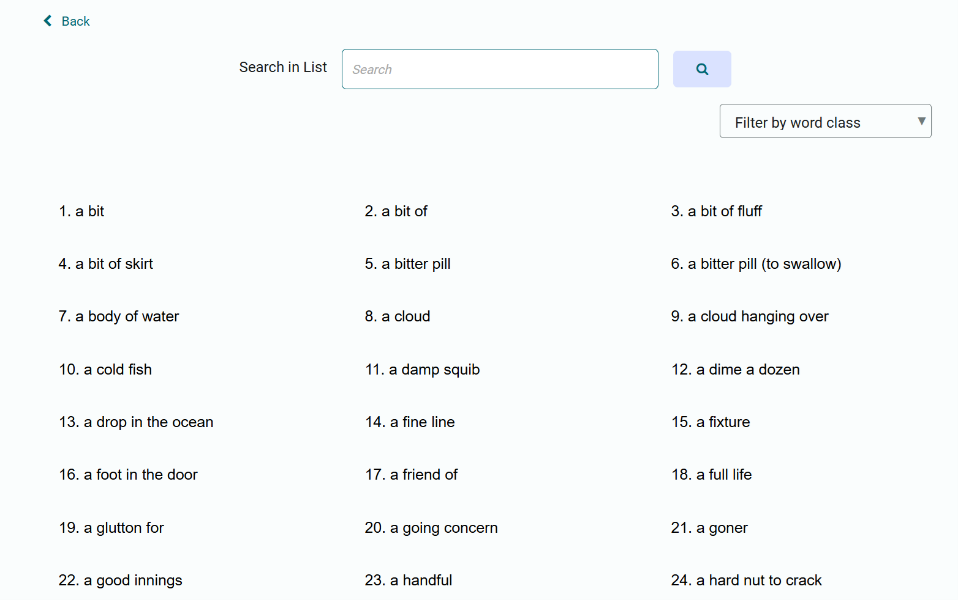 Back
Search in List Search
Filter by word class
1. a bit 2. a bit of 3. a bit of fluff
4. a bit of skirt 5. a bitter pill 6. a bitter pill (to swallow)
7. a body of water 8. a cloud 9. a cloud hanging over
10. a cold fish 11. a damp squib 12. a dime a dozen
13. a drop in the ocean 14. a fine line 15. a fixture
16. a foot in the door 17. a friend of 18. a full life
19. a glutton for 20. a going concern 21. a goner
22. a good innings 23. a handful 24. a hard nut to crack